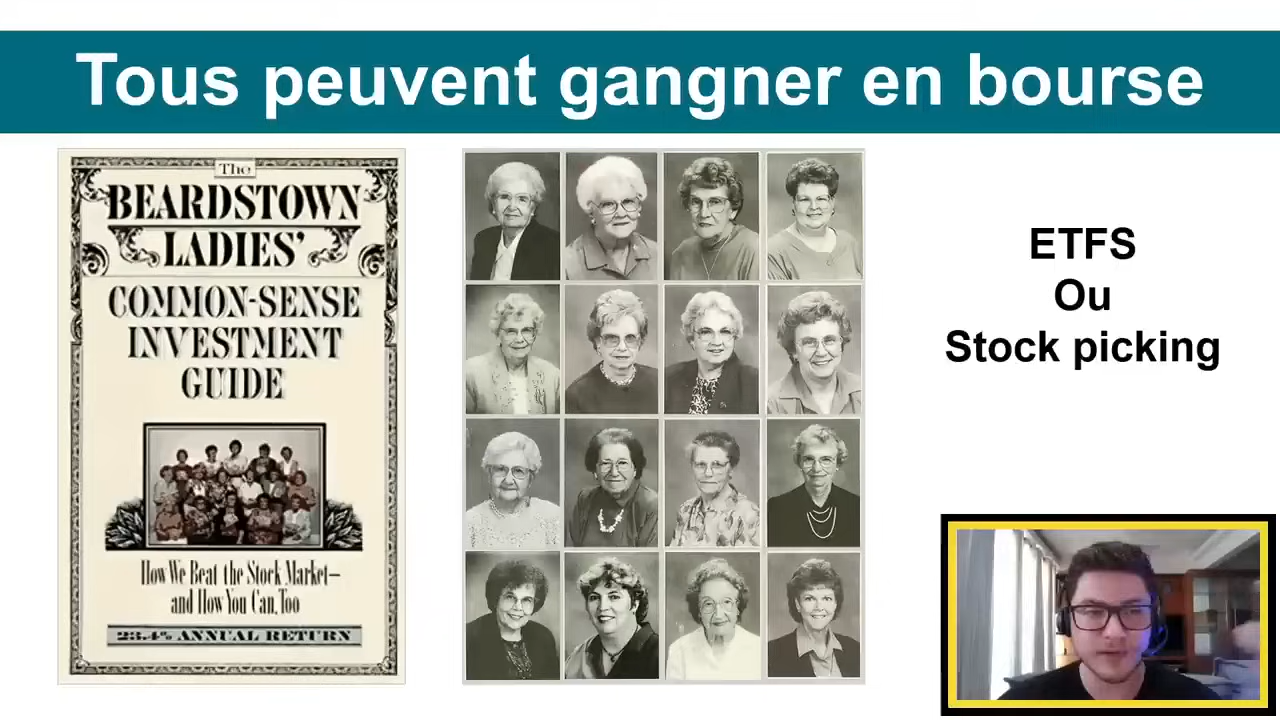 Tous peuvent gangner en bourse
The
BEARDSTOWN
LADIES'
COMMON-SENSE
INVESTMENT
GUIDE
How We Beat the Stock Market—
and How You Can, Too
23.4% ANNUAL RETURN
ETFS
Ou
Stock picking